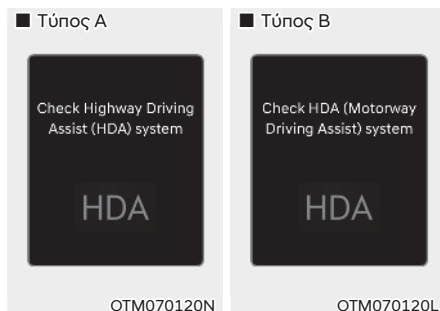 ■ Τύπος A
Check Highway Driving
Assist (HDA) system
HDA
OTM070120N
■ Τύπος B
Check HDA (Motorway
Driving Assist) system
HDA
OTM070120L